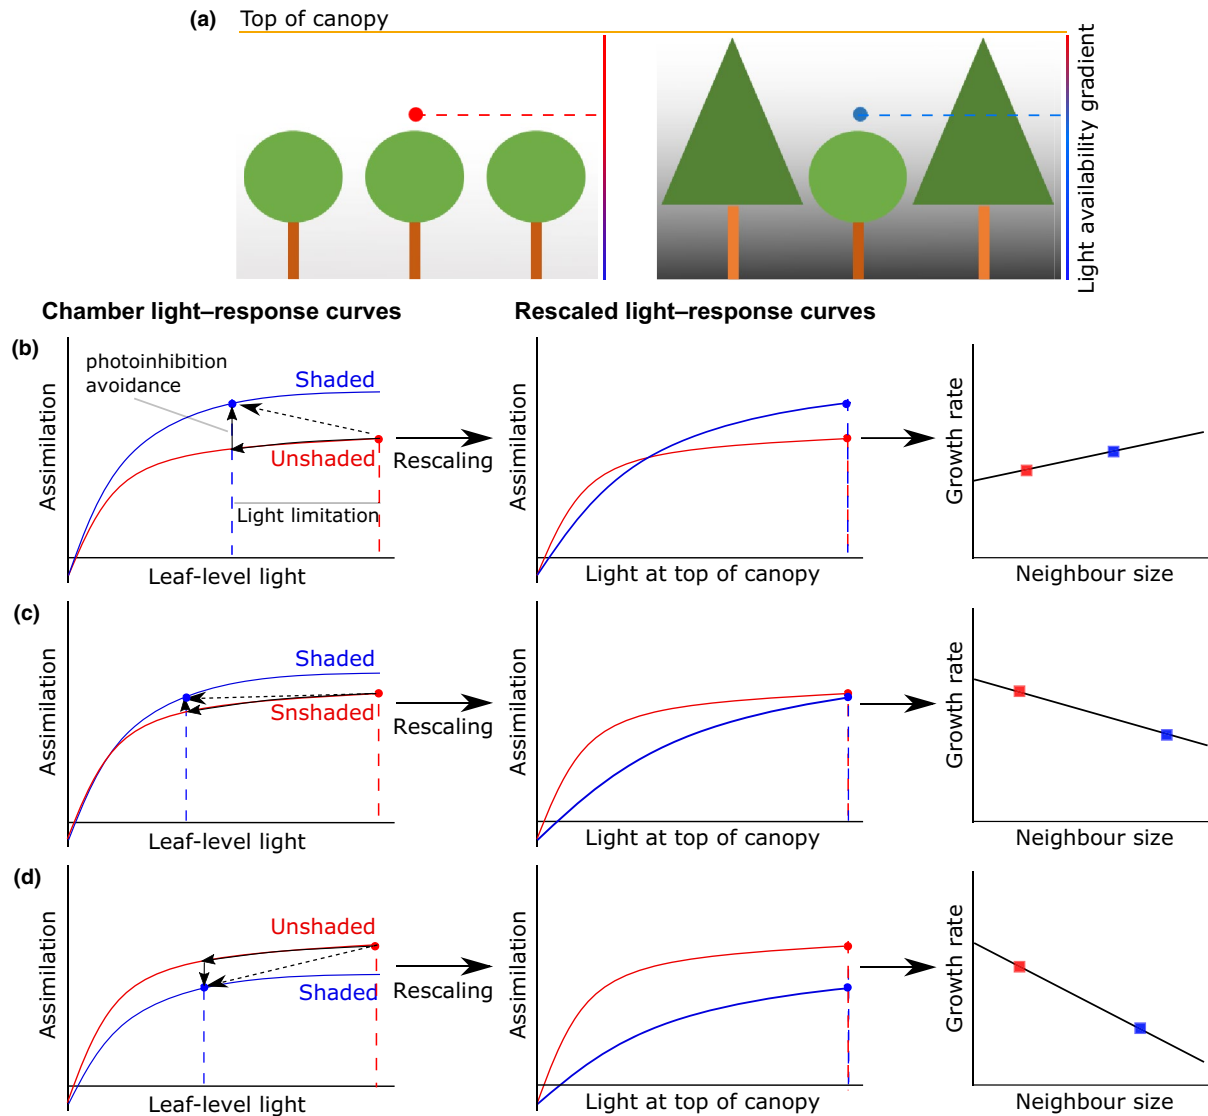 (a)
Top of canopy
Light availability gradient
Chamber light–response curves
Rescaled light–response curves
(b)
Assimilation
photoinhibition
avoidance
Shaded
Unshaded
Light limitation
Leaf-level light
Rescaling
Assimilation
Light at top of canopy
Growth rate
Neighbour size
(c)
Assimilation
Shaded
Snshaded
Leaf-level light
Rescaling
Assimilation
Light at top of canopy
Growth rate
Neighbour size
(d)
Assimilation
Unshaded
Shaded
Leaf-level light
Rescaling
Assimilation
Light at top of canopy
Growth rate
Neighbour size